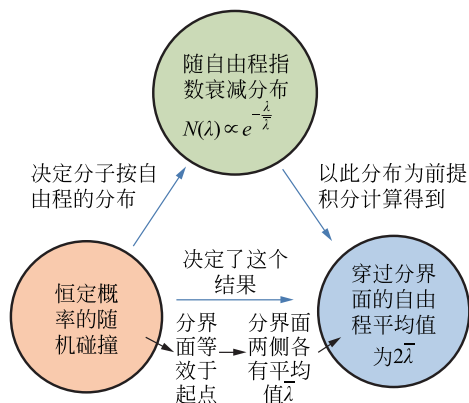 随自由程指
数衰减分布
N(λ)∝e^{-λ/\overline{λ}}
决定分子按自
由程的分布
以此分布为前提
积分计算得到
决定了这个
结果
恒定概
率的随
机碰撞
分界
面等
效于
起点
分界面
两侧各
有平均
值\overline{λ}
穿过分界
面的自由
程平均值
为2\overline{λ}